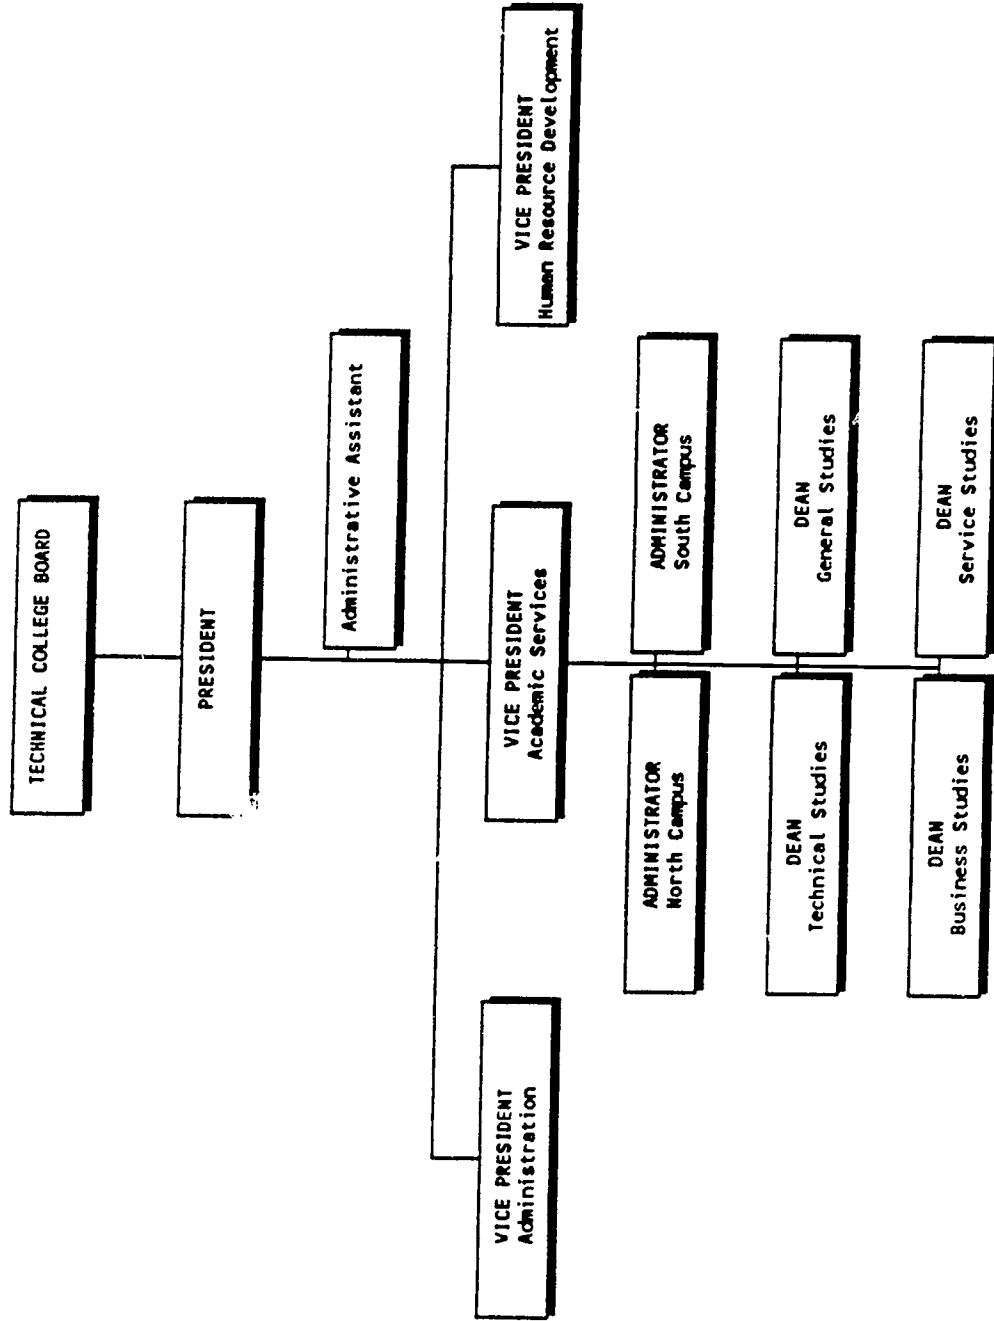 TECHNICAL COLLEGE BOARD
PRESIDENT
Administrative Assistant
VICE PRESIDENT
Administration
VICE PRESIDENT
Academic Services
VICE PRESIDENT
Human Resource Development
ADMINISTRATOR
North Campus
ADMINISTRATOR
South Campus
DEAN
Technical Studies
DEAN
General Studies
DEAN
Business Studies
DEAN
Service Studies